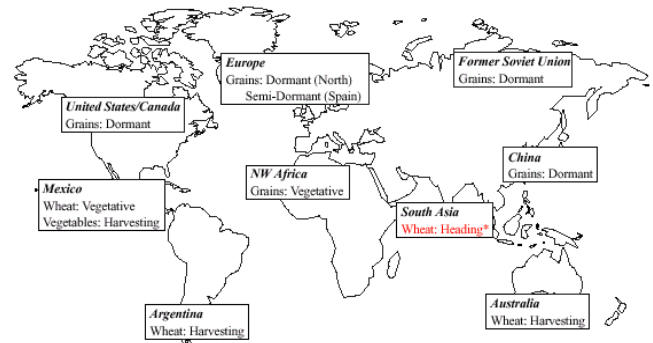 Europe
Grains: Dormant (North)
Semi-Dormant (Spain)
Former Soviet Union
Grains: Dormant
United States/Canada
Grains: Dormant
China
Grains: Dormant
NW Africa
Grains: Vegetative
Mexico
Wheat: Vegetative
Vegetables: Harvesting
South Asia
Wheat: Heading*
Argentina
Wheat: Harvesting
Australia
Wheat: Harvesting